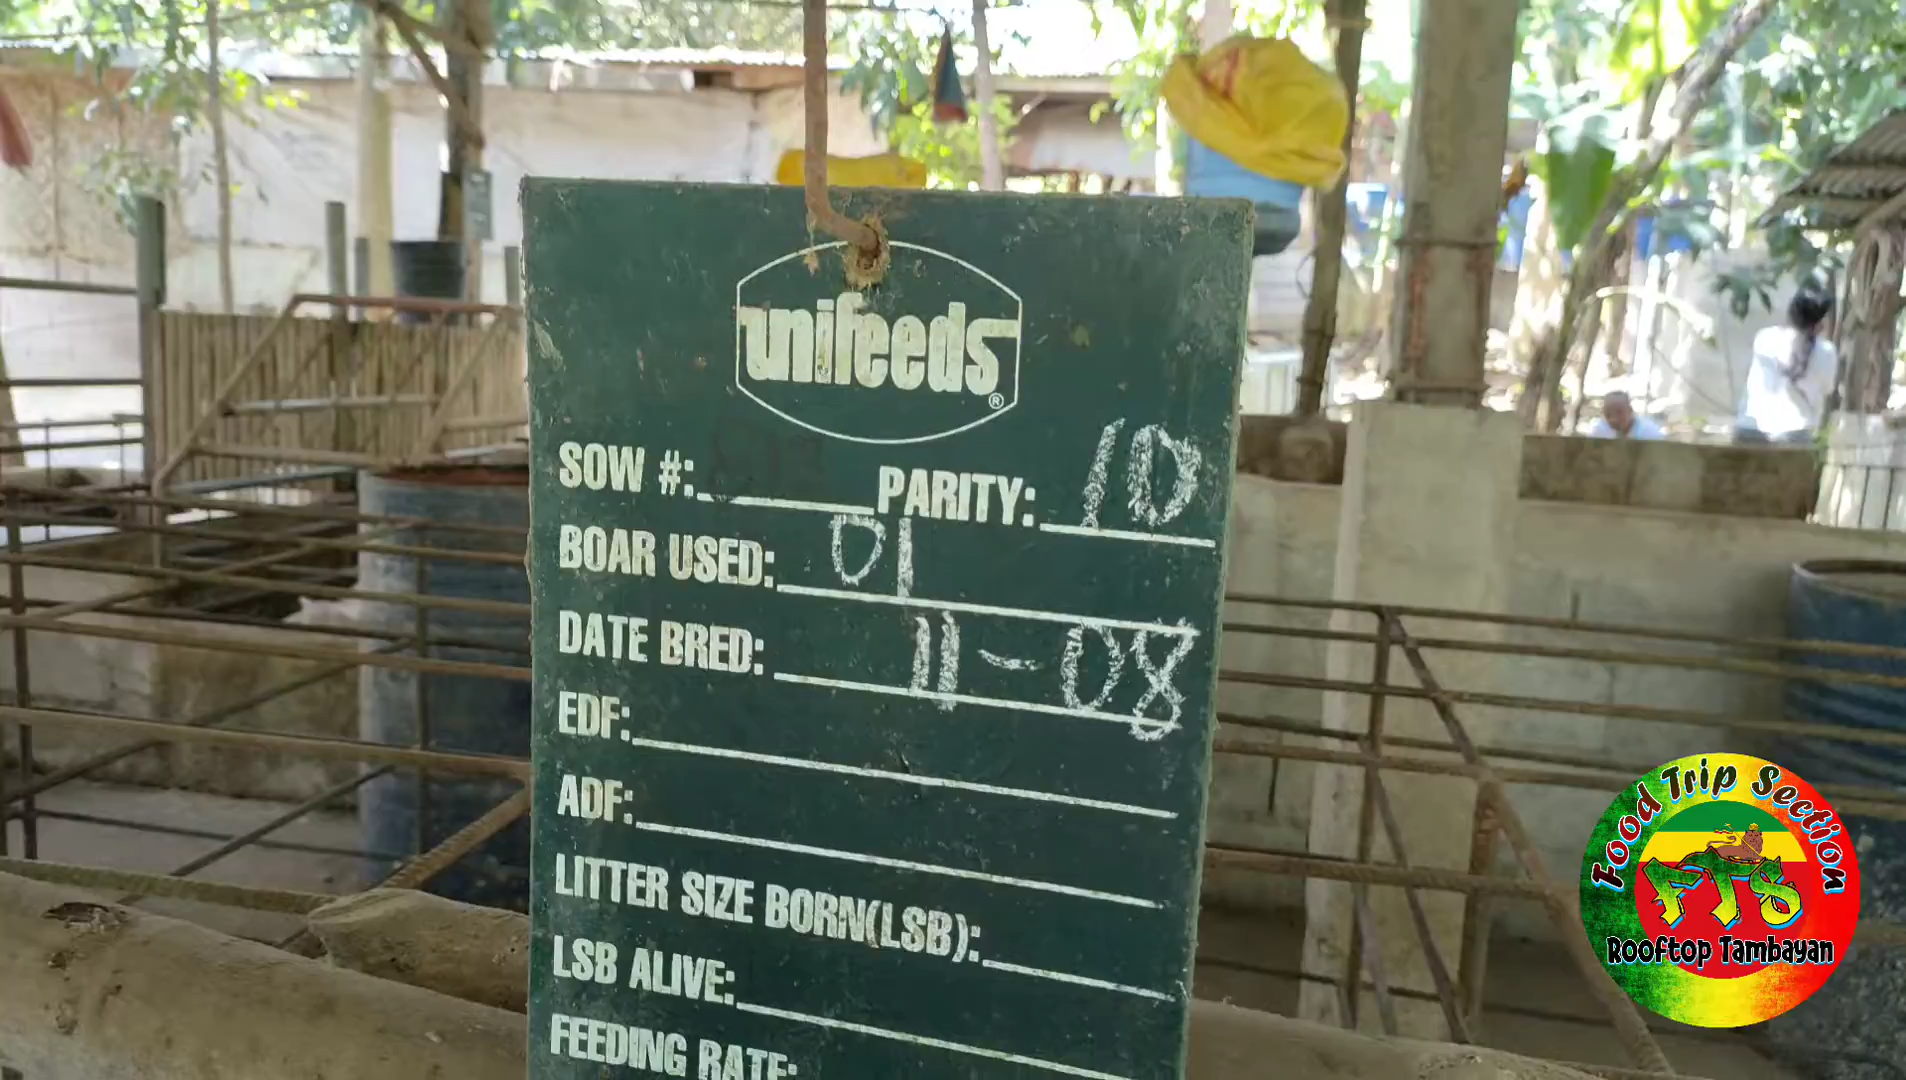 unifeeds®
SOW #: PARITY: 10
BOAR USED: 01
DATE BRED: 11-08
EDF:
ADF:
LITTER SIZE BORN(LSB):
LSB ALIVE:
FEEDING RATE:
Food Trip Section
FTS
Rooftop Tambayan